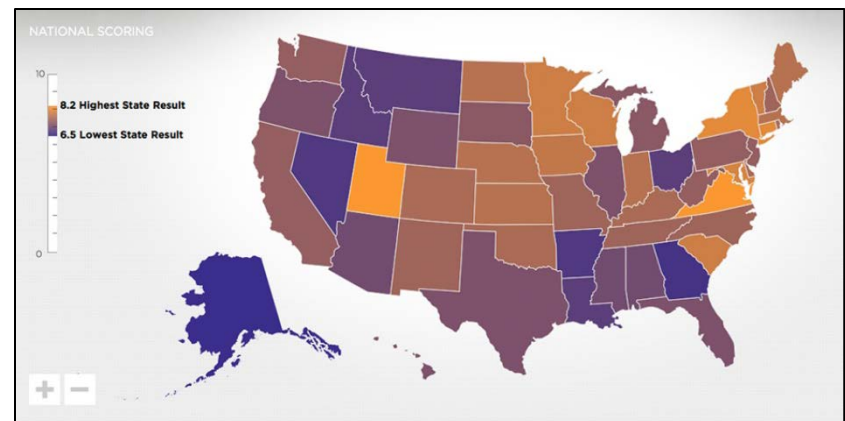 NATIONAL SCORING
10
8.2 Highest State Result
6.5 Lowest State Result
0
+ −